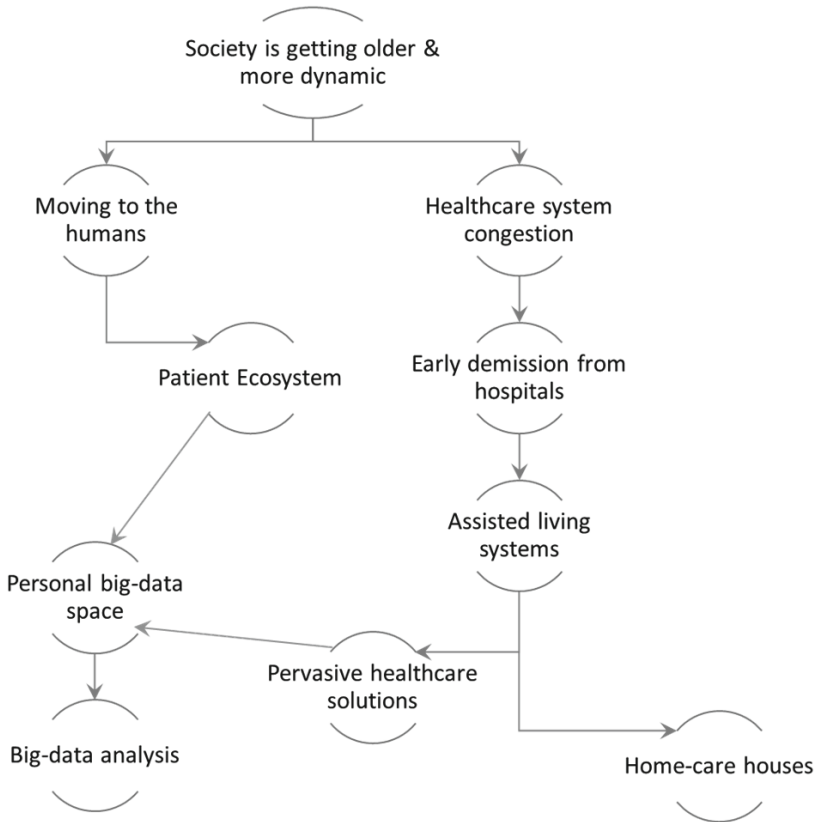 Society is getting older &
more dynamic
Moving to the
humans
Healthcare system
congestion
Patient Ecosystem
Early demission from
hospitals
Assisted living
systems
Personal big-data
space
Pervasive healthcare
solutions
Big-data analysis
Home-care houses